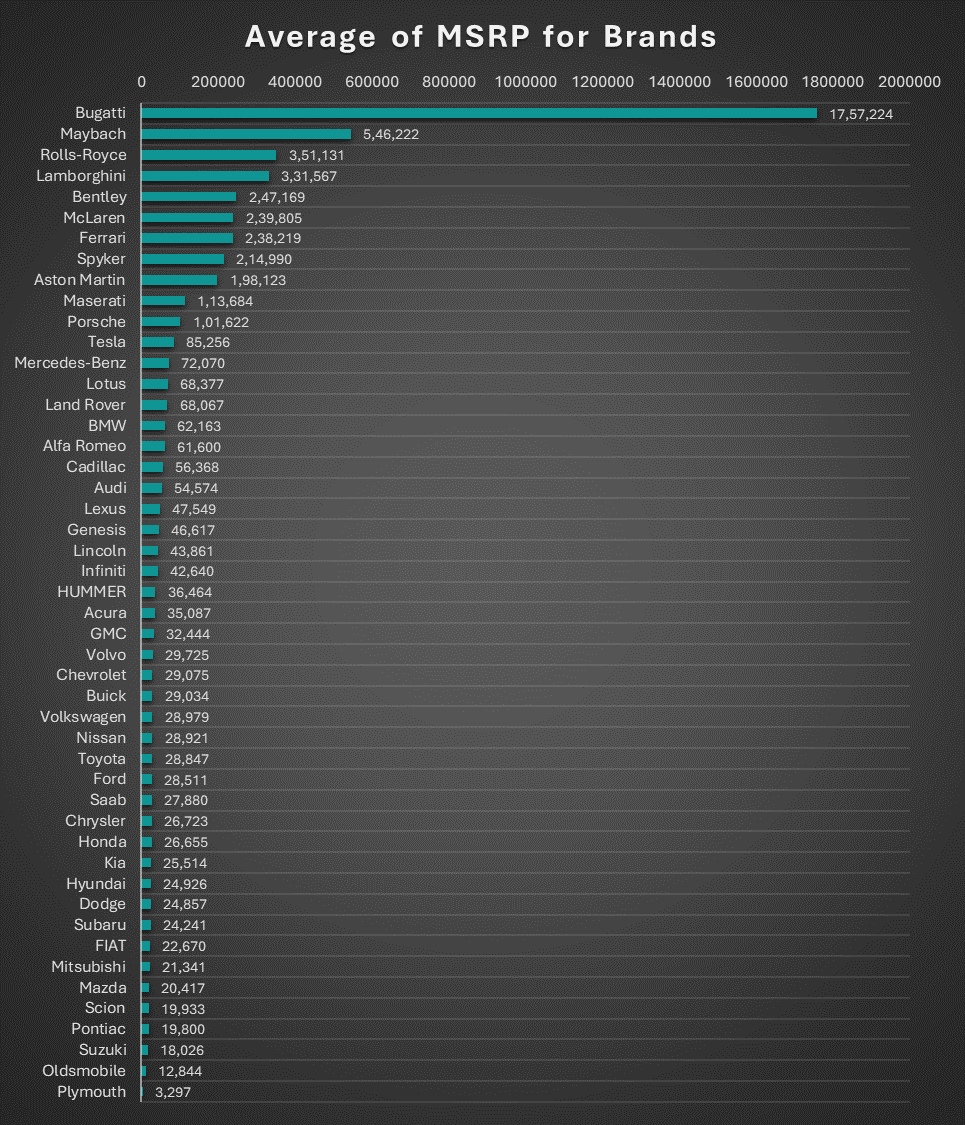 Average of MSRP for Brands
0 200000 400000 600000 800000 1000000 1200000 1400000 1600000 1800000 2000000
Bugatti 17,57,224
Maybach 5,46,222
Rolls-Royce 3,51,131
Lamborghini 3,31,567
Bentley 2,47,169
McLaren 2,39,805
Ferrari 2,38,219
Spyker 2,14,990
Aston Martin 1,98,123
Maserati 1,13,684
Porsche 1,01,622
Tesla 85,256
Mercedes-Benz 72,070
Lotus 68,377
Land Rover 68,067
BMW 62,163
Alfa Romeo 61,600
Cadillac 56,368
Audi 54,574
Lexus 47,549
Genesis 46,617
Lincoln 43,861
Infiniti 42,640
HUMMER 36,464
Acura 35,087
GMC 32,444
Volvo 29,725
Chevrolet 29,075
Buick 29,034
Volkswagen 28,979
Nissan 28,921
Toyota 28,847
Ford 28,511
Saab 27,880
Chrysler 26,723
Honda 26,655
Kia 25,514
Hyundai 24,926
Dodge 24,857
Subaru 24,241
FIAT 22,670
Mitsubishi 21,341
Mazda 20,417
Scion 19,933
Pontiac 19,800
Suzuki 18,026
Oldsmobile 12,844
Plymouth 3,297